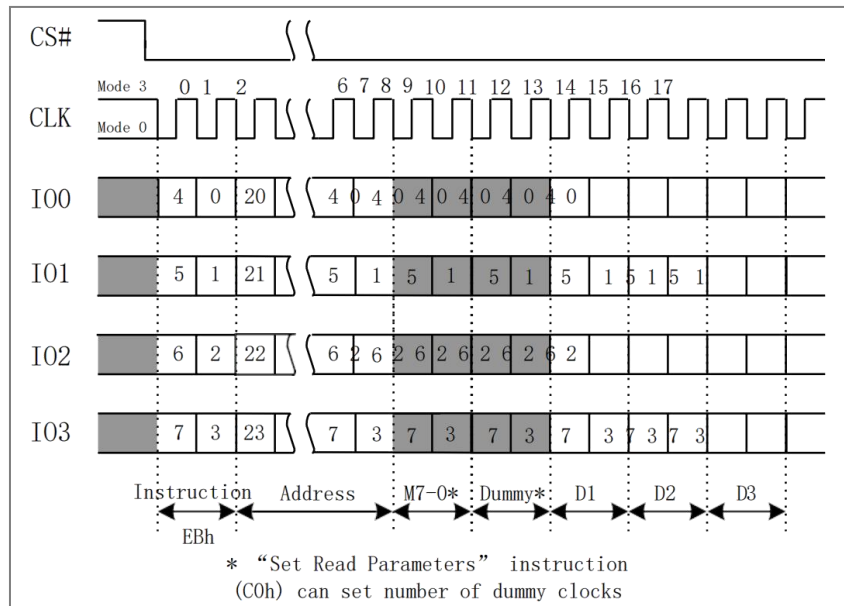 CS#
Mode 3 0 1 2 6 7 8 9 10 11 12 13 14 15 16 17
CLK
Mode 0
IO0 4 0 20 4 0 4 0 4 0 4 0 4 0 4 0
IO1 5 1 21 5 1 5 1 5 1 5 1 5 1 5 1
IO2 6 2 22 6 2 6 2 6 2 6 2 6 2 6 2
IO3 7 3 23 7 3 7 3 7 3 7 3 7 3 7 3
Instruction Address M7-0* Dummy* D1 D2 D3
EBh
* “Set Read Parameters” instruction
(C0h) can set number of dummy clocks